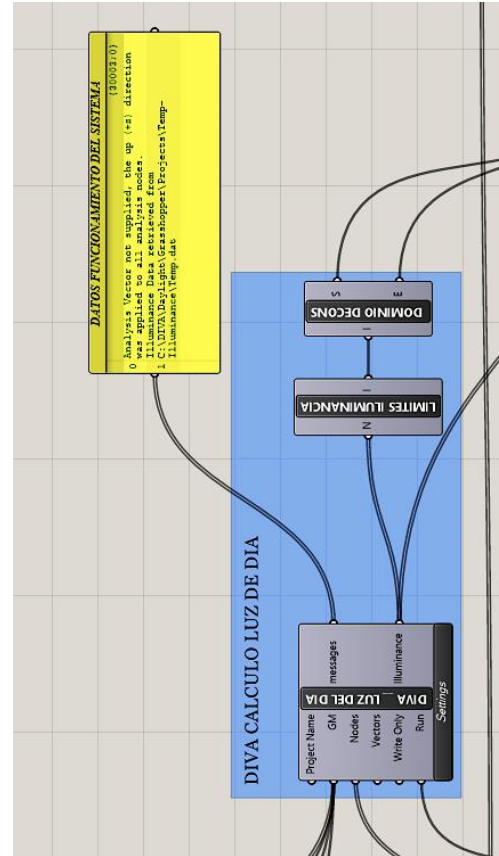 DATOS FUNCIONAMIENTO DEL SISTEMA
{30003;0}
0 Analysis Vector not supplied, the up (+z) direction
was applied to all analysis nodes.
Illuminance Data retrieved from
1 C:\DIVA\Daylight\Grasshopper\Projects\Temp-
Illuminance\Temp.dat
S
E
DOMINIO DECONS
I
I
LIMITES ILUMINANCIA
N
DIVA CALCULO LUZ DE DIA
messages
Illuminance
DIVA _ LUZ DEL DIA
Project Name
GM
Nodes
Vectors
Write Only
Run
Settings